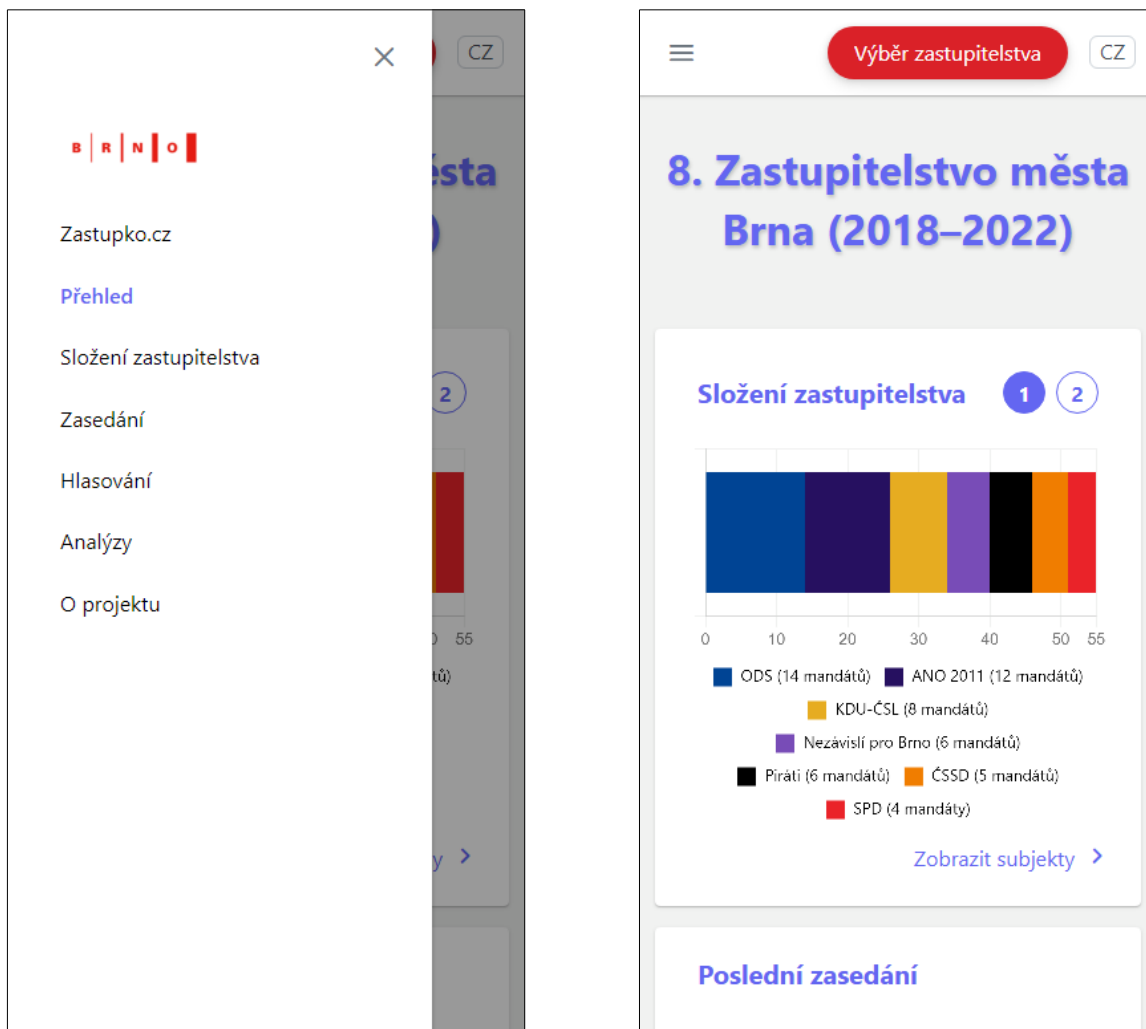 CZ
BRNO
Zastupko.cz
Přehled
Složení zastupitelstva
Zasedání
Hlasování
Analýzy
O projektu
2
55
Výběr zastupitelstva CZ
8. Zastupitelstvo města
Brna (2018–2022)
Složení zastupitelstva 1 2
0 10 20 30 40 50 55
ODS (14 mandátů) ANO 2011 (12 mandátů)
KDU-ČSL (8 mandátů)
Nezávislí pro Brno (6 mandátů)
Piráti (6 mandátů) ČSSD (5 mandátů)
SPD (4 mandáty)
Zobrazit subjekty
Poslední zasedání